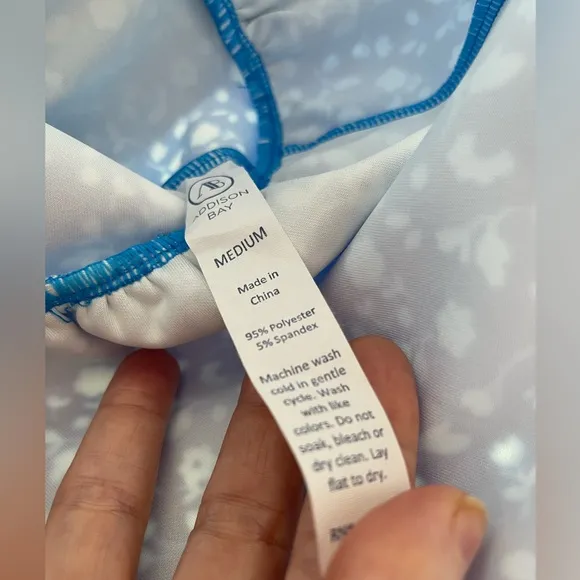 AB
ADDISON
BAY
MEDIUM
Made in
China
95% Polyester
5% Spandex
Machine wash
cold in gentle
cycle. Wash
with like
colors. Do not
soak, bleach or
dry clean. Lay
flat to dry.